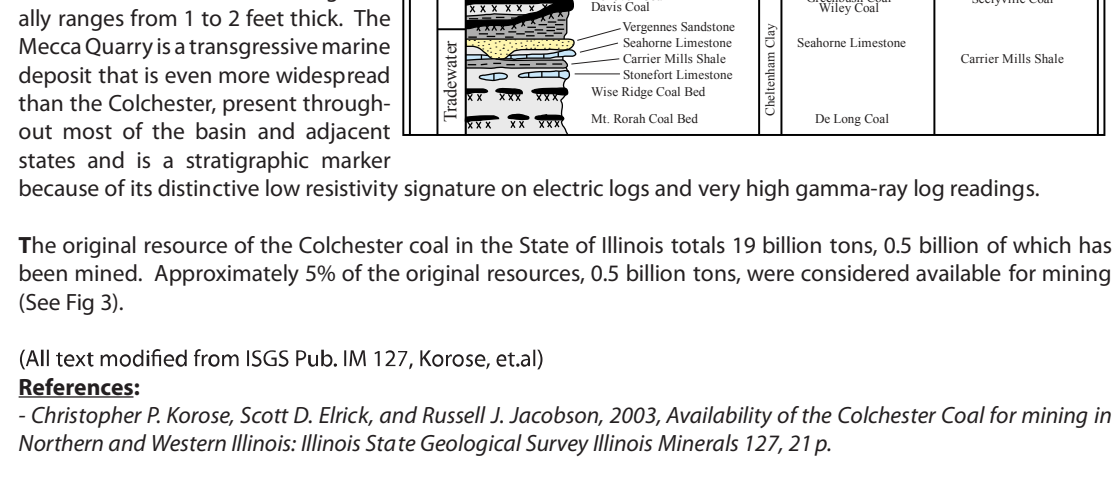 ally ranges from 1 to 2 feet thick. The
Mecca Quarry is a transgressive marine
deposit that is even more widespread
than the Colchester, present through-
out most of the basin and adjacent
states and is a stratigraphic marker
because of its distinctive low resistivity signature on electric logs and very high gamma-ray log readings.
Davis Coal
Vergennes Sandstone
Seahorne Limestone
Carrier Mills Shale
Stonefort Limestone
Wise Ridge Coal Bed
Mt. Rorah Coal Bed
Tradewater
Cheltenham Clay
Wiley Coal
Seahorne Limestone
De Long Coal
Seelyville Coal
Carrier Mills Shale
The original resource of the Colchester coal in the State of Illinois totals 19 billion tons, 0.5 billion of which has
been mined. Approximately 5% of the original resources, 0.5 billion tons, were considered available for mining
(See Fig 3).
(All text modified from ISGS Pub. IM 127, Korose, et.al)
References:
- Christopher P. Korose, Scott D. Elrick, and Russell J. Jacobson, 2003, Availability of the Colchester Coal for mining in
Northern and Western Illinois: Illinois State Geological Survey Illinois Minerals 127, 21 p.